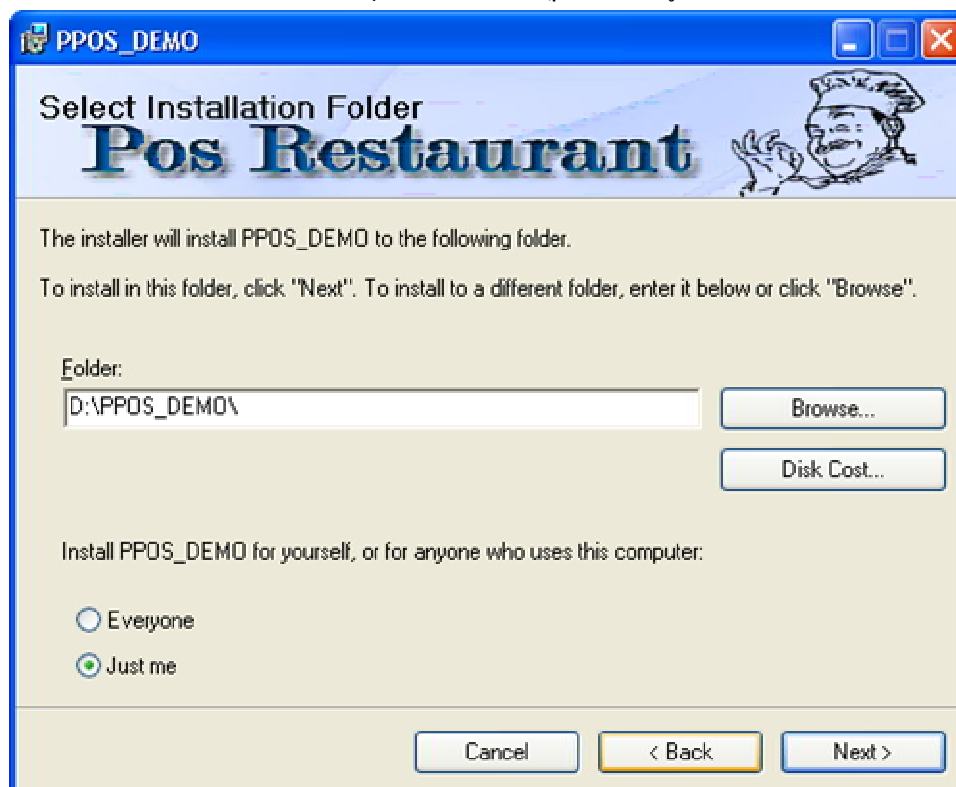 PPOS_DEMO
Select Installation Folder
Pos Restaurant
The installer will install PPOS_DEMO to the following folder.
To install in this folder, click "Next". To install to a different folder, enter it below or click "Browse".
Folder:
D:\PPOS_DEMO\
Browse...
Disk Cost...
Install PPOS_DEMO for yourself, or for anyone who uses this computer:
Everyone
Just me
Cancel
< Back
Next >